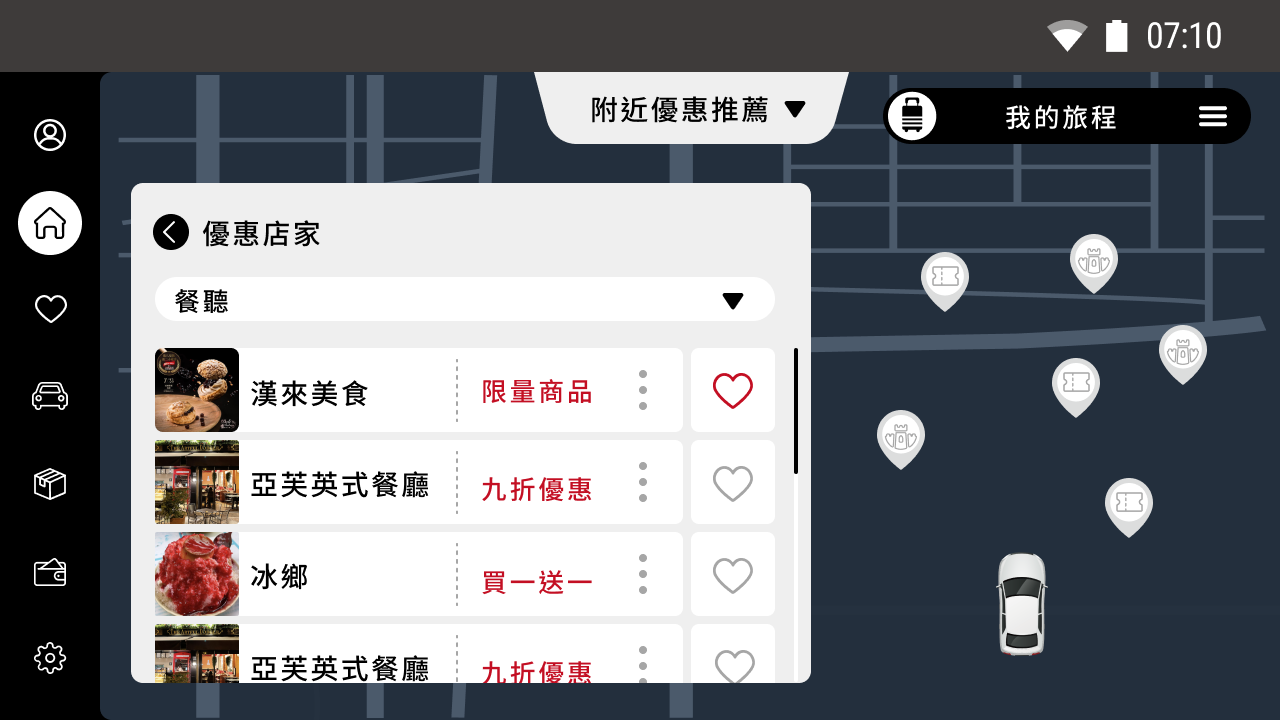 07:10
附近優惠推薦
我的旅程
優惠店家
餐聽
漢來美食
限量商品
亞芙英式餐廳
九折優惠
冰鄉
買一送一
亞芙英式餐廳
九折優惠